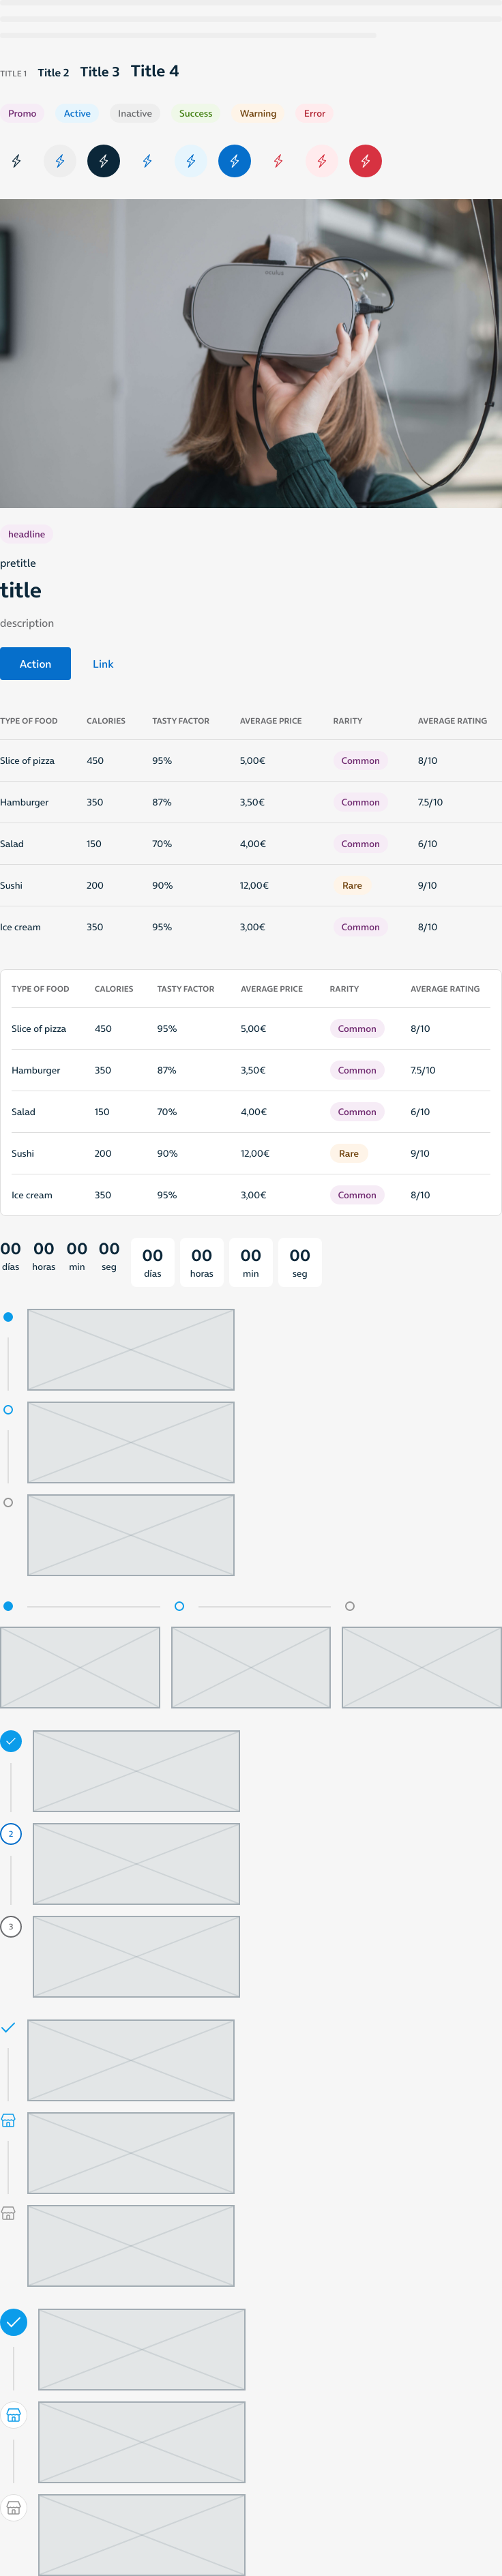 TITLE 1 Title 2 Title 3 Title 4
Promo Active Inactive Success Warning Error
oculus
headline
pretitle
title
description
Action Link
TYPE OF FOOD CALORIES TASTY FACTOR AVERAGE PRICE RARITY AVERAGE RATING
Slice of pizza 450 95% 5,00€ Common 8/10
Hamburger 350 87% 3,50€ Common 7.5/10
Salad 150 70% 4,00€ Common 6/10
Sushi 200 90% 12,00€ Rare 9/10
Ice cream 350 95% 3,00€ Common 8/10
TYPE OF FOOD CALORIES TASTY FACTOR AVERAGE PRICE RARITY AVERAGE RATING
Slice of pizza 450 95% 5,00€ Common 8/10
Hamburger 350 87% 3,50€ Common 7.5/10
Salad 150 70% 4,00€ Common 6/10
Sushi 200 90% 12,00€ Rare 9/10
Ice cream 350 95% 3,00€ Common 8/10
00 00 00 00
días horas min seg
00 00 00 00
días horas min seg
2
3